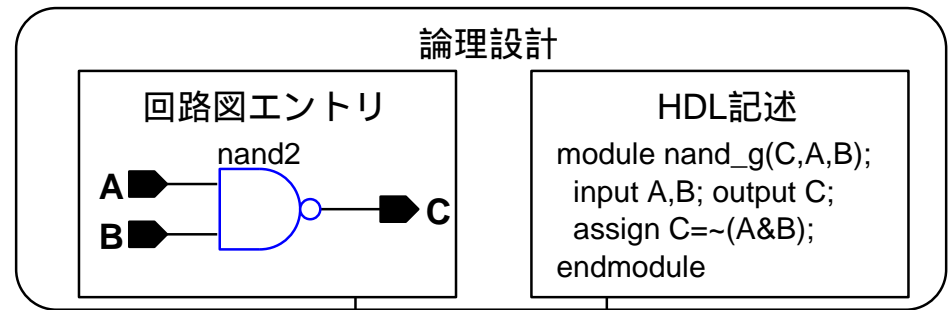 論理設計
回路図エントリ
nand2
A
B
C
HDL記述
module nand_g(C,A,B);
input A,B; output C;
assign C=~(A&B);
endmodule